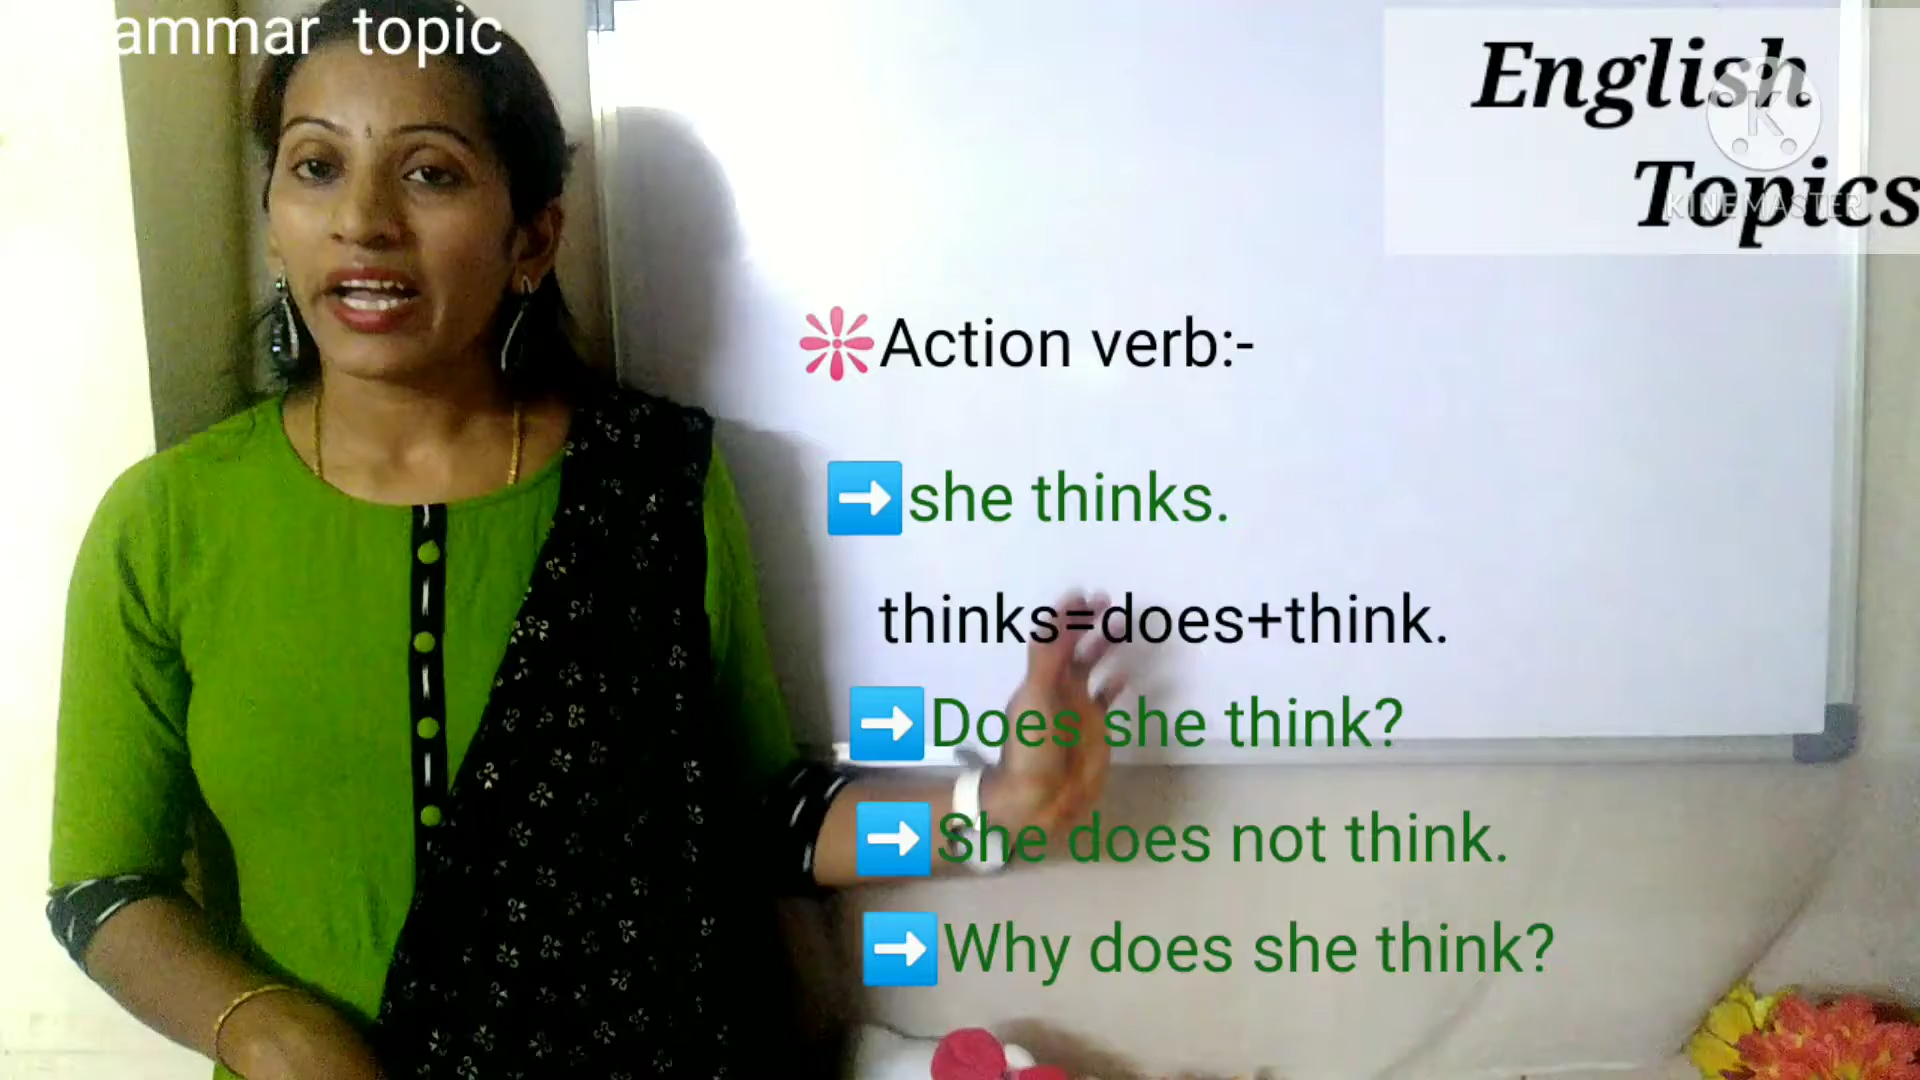 ammar topic
English
Topics
KINEMASTER
Action verb:-
she thinks.
thinks=does+think.
Does she think?
She does not think.
Why does she think?